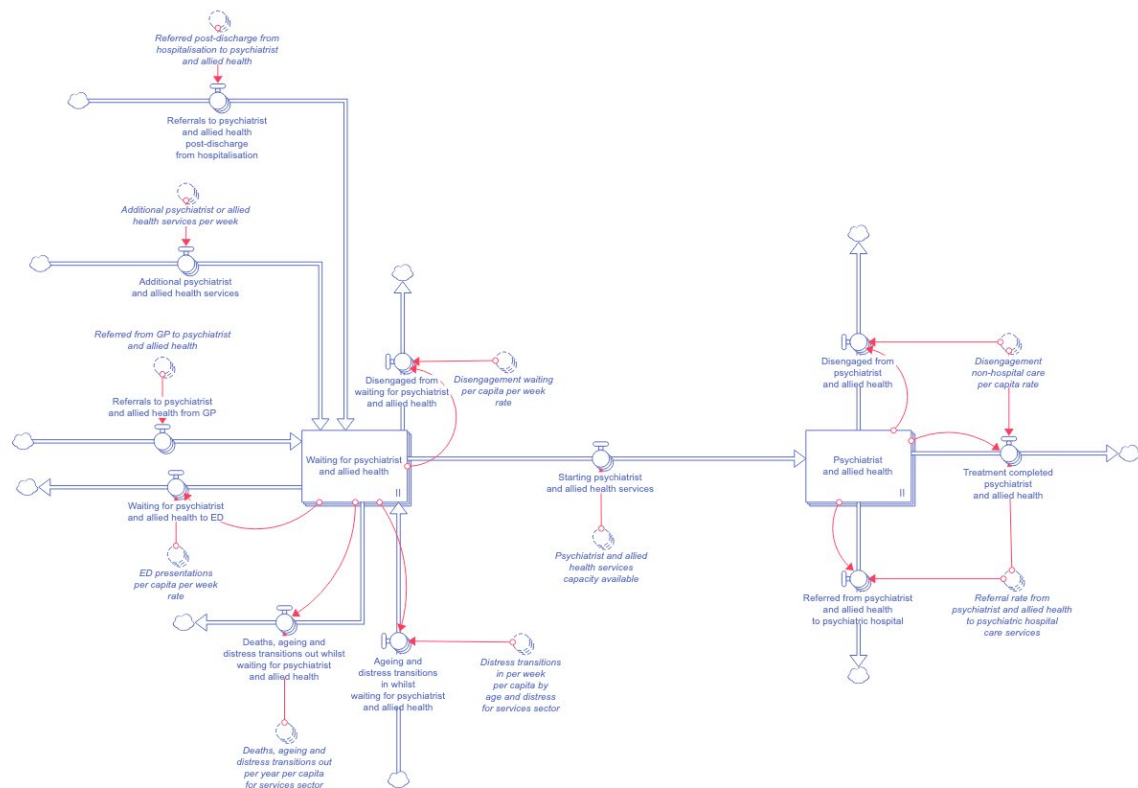 Referred post-discharge from
hospitalisation to psychiatrist
and allied health
Referrals to psychiatrist
and allied health
post-discharge
from hospitalisation
Additional psychiatrist or allied
health services per week
Additional psychiatrist
and allied health services
Referred from GP to psychiatrist
and allied health
Referrals to psychiatrist
and allied health from GP
Disengaged from
waiting for psychiatrist
and allied health
Disengagement waiting
per capita per week
rate
Disengaged from
psychiatrist
and allied health
Disengagement
non-hospital care
per capita rate
Waiting for psychiatrist
and allied health
Starting psychiatrist
and allied health services
Psychiatrist
and allied health
Treatment completed
psychiatrist
and allied health
Waiting for psychiatrist
and allied health to ED
ED presentations
per capita per week
rate
Psychiatrist and allied
health services
capacity available
Referred from psychiatrist
and allied health
to psychiatric hospital
Referral rate from
psychiatrist and allied health
to psychiatric hospital
care services
Deaths, ageing and
distress transitions out whilst
waiting for psychiatrist
and allied health
Ageing and
distress transitions
in whilst
waiting for psychiatrist
and allied health
Distress transitions
in per week
per capita by
age and distress
for services sector
Deaths, ageing and
distress transitions out
per year per capita
for services sector